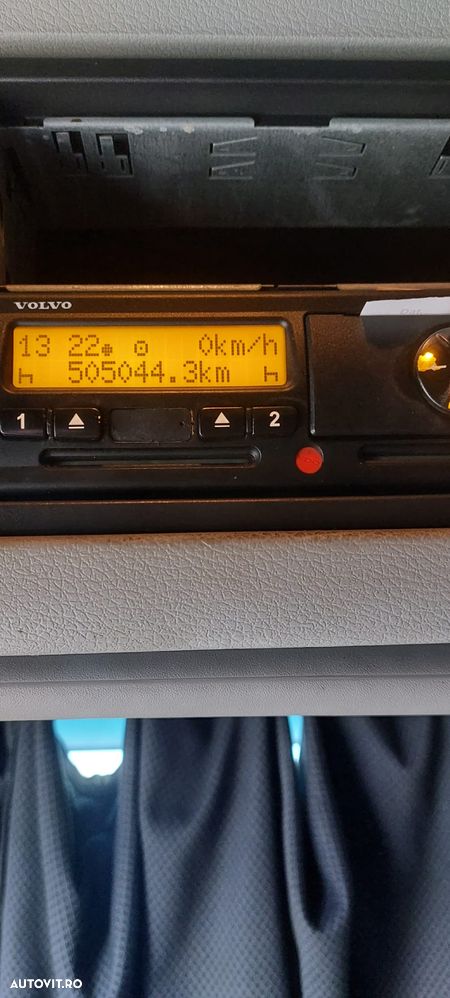 VOLVO
13 22 0km/h
505044.3km
1 2
AUTOVIT.RO